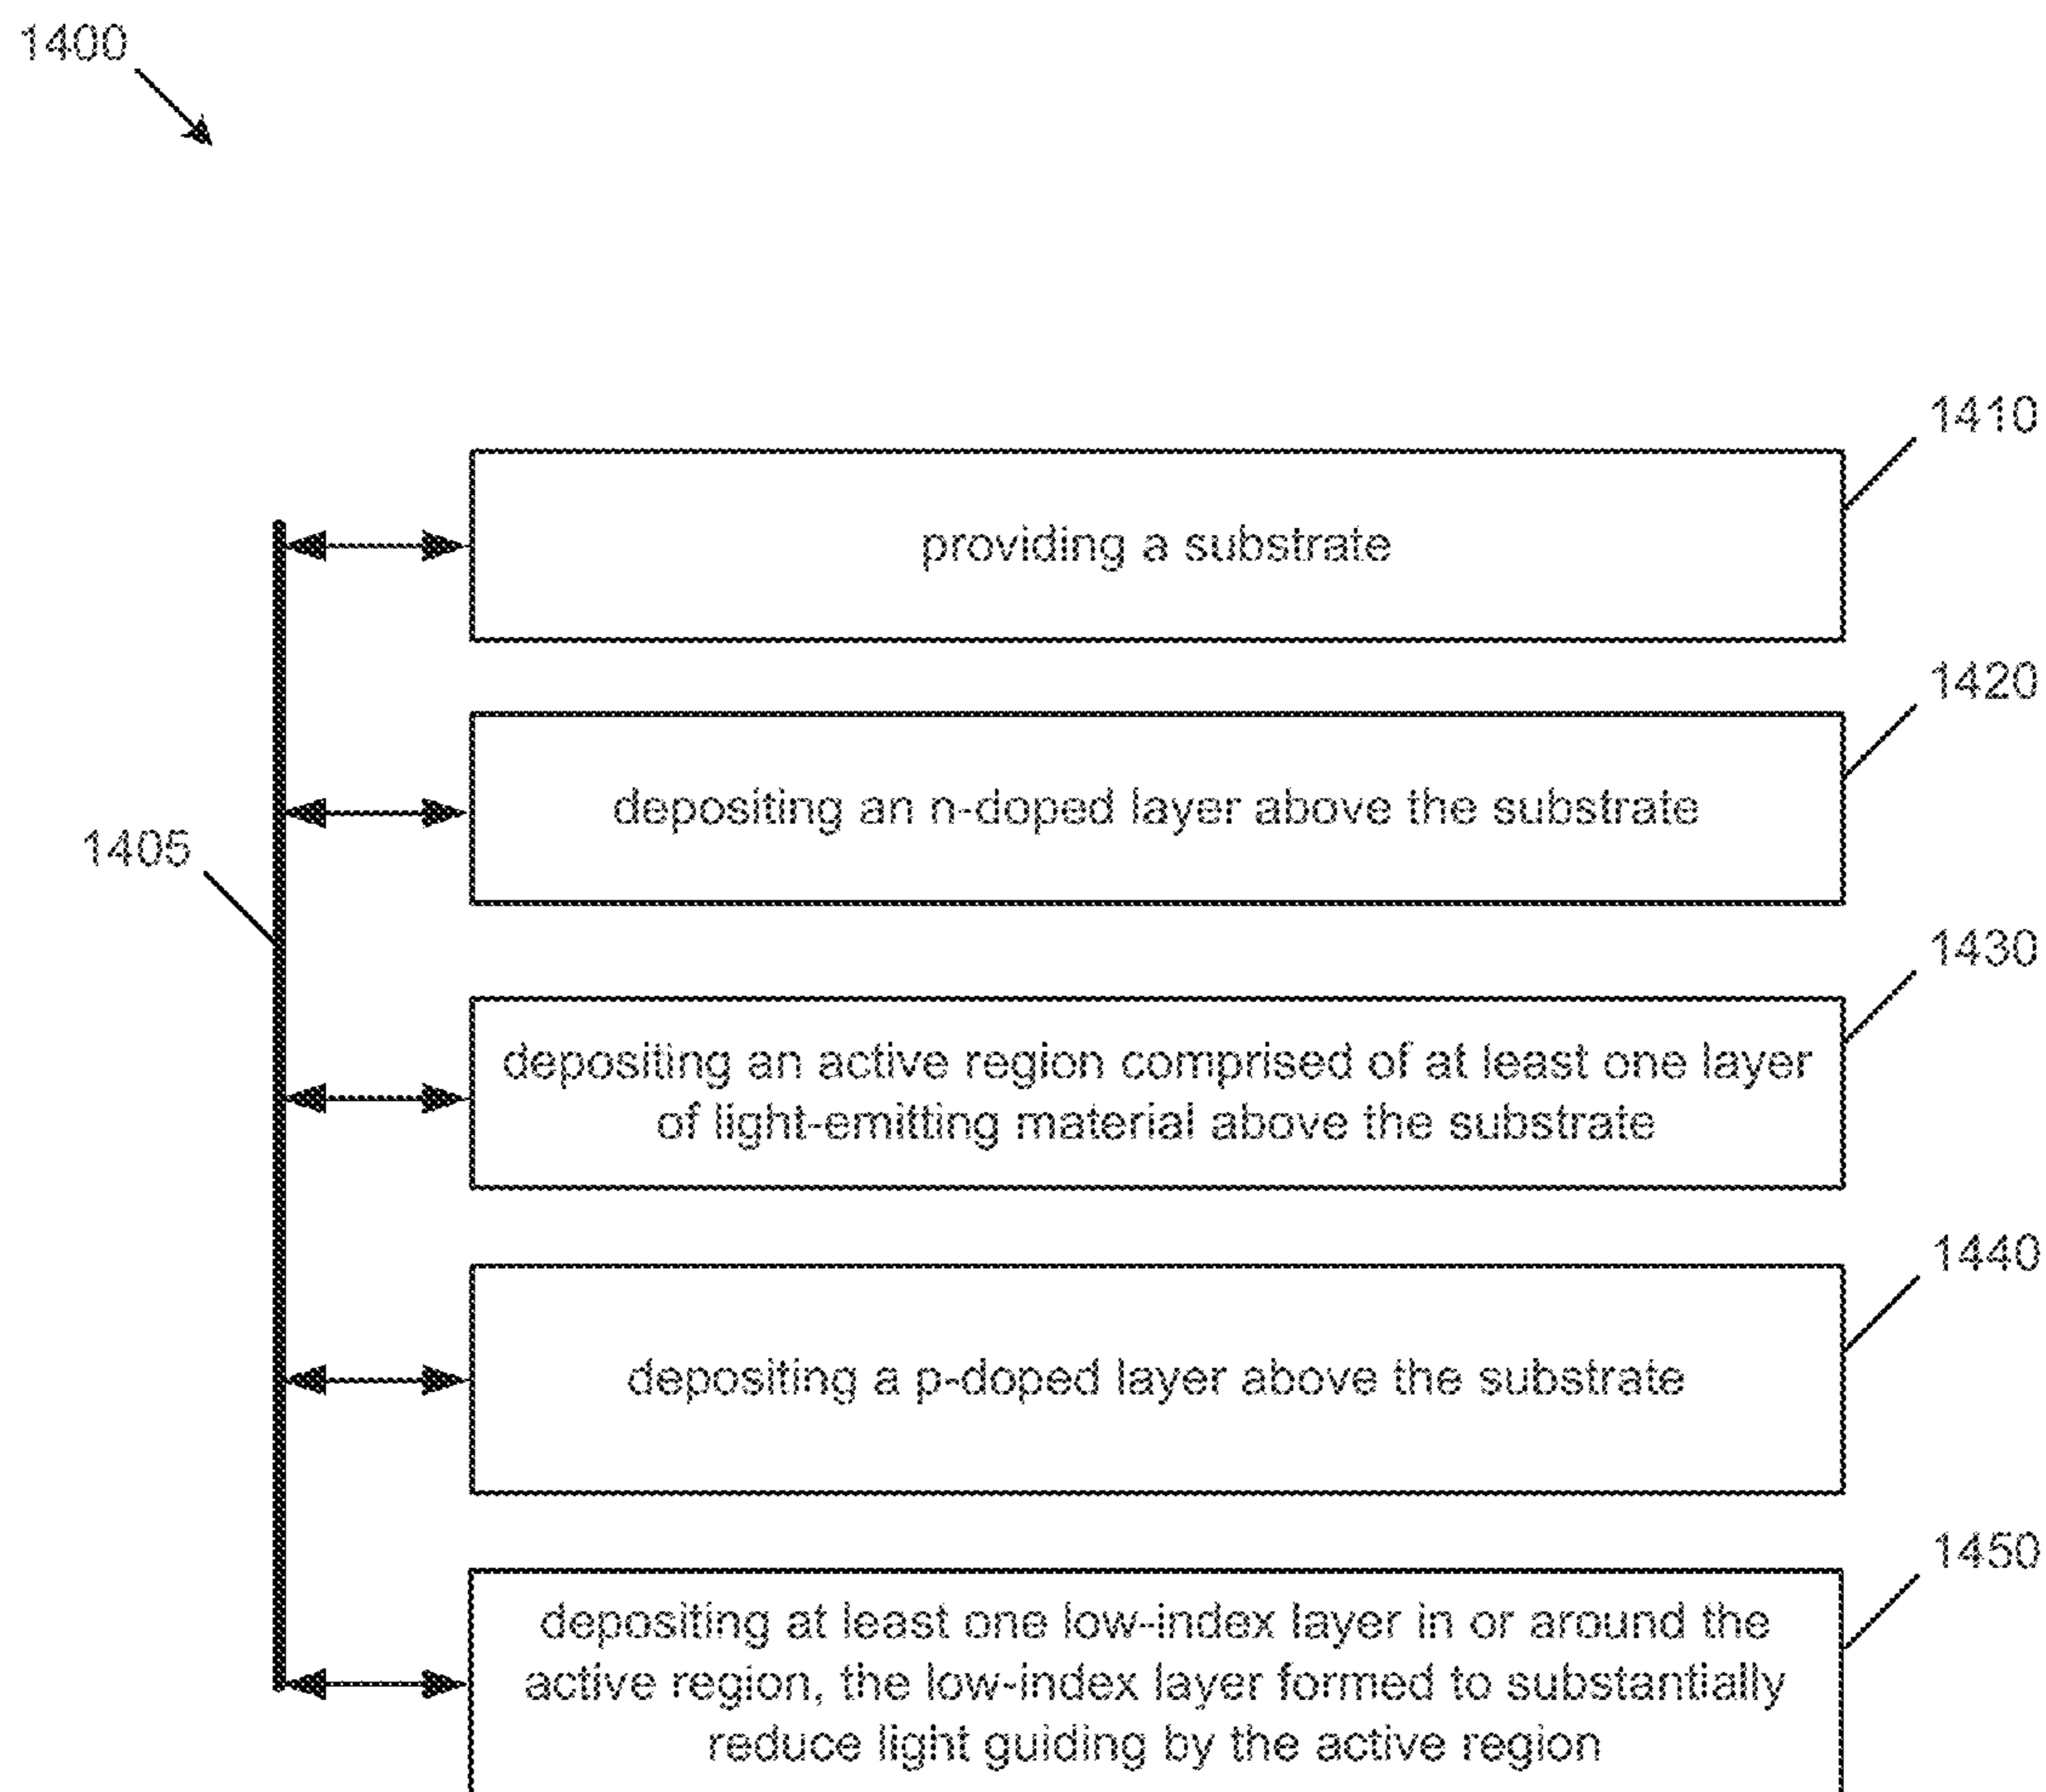 1400
1410
providing a substrate
1420
depositing an n-doped layer above the substrate
1405
1430
depositing an active region comprised of at least one layer
of light-emitting material above the substrate
1440
depositing a p-doped layer above the substrate
1450
depositing at least one low-index layer in or around the
active region, the low-index layer formed to substantially
reduce light guiding by the active region